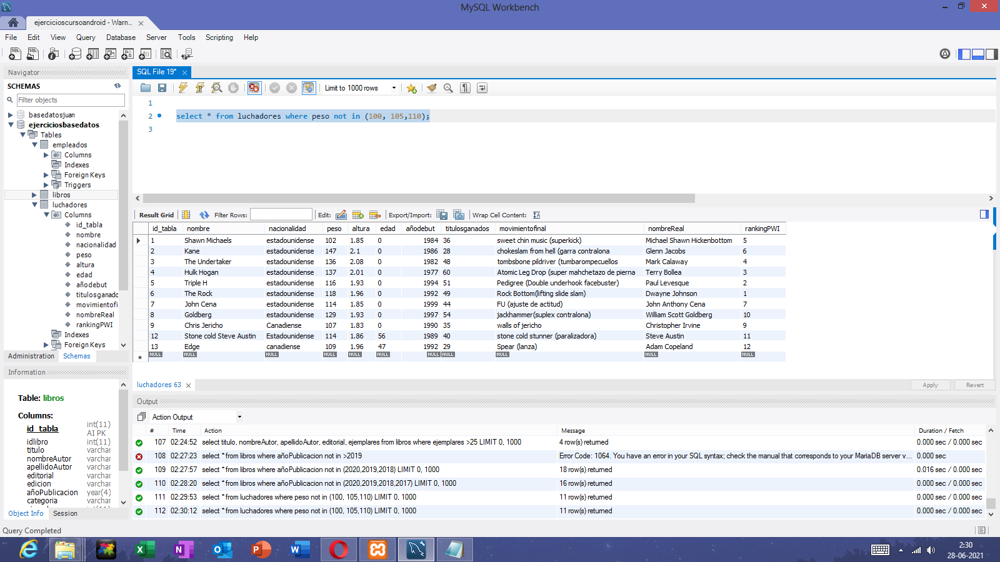 MySQL Workbench
ejercicioscursoandroid - Warn...
File Edit View Query Database Server Tools Scripting Help
Navigator
SCHEMAS
Filter objects
basedatosjuan
ejerciciosbasedatos
Tables
empleados
Columns
Indexes
Foreign Keys
Triggers
libros
luchadores
Columns
id_tabla
nombre
nacionalidad
peso
altura
edad
añodebut
titulosganado
movimientofi
nombreReal
rankingPWI
Indexes
Foreign Keys
Administration Schemas
Information
Table: libros
Columns:
id_tabla int(11) AI PK
idlibro int(11)
titulo varchar
nombreAutor varchar
apellidoAutor varchar
editorial varchar
edicion varchar
añoPublicacion year(4)
categoria varchar
Object Info Session
Query Completed
SQL File 19*
Limit to 1000 rows
1
2 select * from luchadores where peso not in (100, 105,110);
3
Result Grid Filter Rows: Edit: Export/Import: Wrap Cell Content:
id_tabla nombre nacionalidad peso altura edad añodebut titulosganados movimientofinal nombreReal rankingPWI
1 Shawn Michaels estadounidense 102 1.85 0 1984 36 sweet chin music (superkick) Michael Shawn Hickenbottom 5
2 Kane estadounidense 147 2.1 0 1986 28 chokeslam from hell (garra contralona Glenn Jacobs 6
3 The Undertaker estadounidense 136 2.08 0 1982 48 tombsbone pildriver (tumbarompecuellos Mark Calaway 4
4 Hulk Hogan estadounidense 137 2.01 0 1977 60 Atomic Leg Drop (super mahchetazo de pierna Terry Bollea 3
5 Triple H estadounidense 116 1.93 0 1994 51 Pedigree (Double underhook facebuster) Paul Levesque 2
6 The Rock estadounidense 118 1.96 0 1992 49 Rock Bottom(lifting slide slam) Dwayne Johnson 1
7 John Cena estadounidense 114 1.85 0 1999 44 FU (ajuste de actitud) John Anthony Cena 7
8 Goldberg estadounidense 129 1.93 0 1997 54 jackhammer(suplex contralona) William Scott Goldberg 10
9 Chris Jericho Canadiense 107 1.83 0 1990 35 walls of jericho Christopher Irvine 9
12 Stone cold Steve Austin Estadounidense 114 1.86 56 1989 40 stone cold stunner (paralizadora) Steve Austin 11
13 Edge canadiense 109 1.96 47 1992 29 Spear (lanza) Adam Copeland 12
NULL NULL NULL NULL NULL NULL NULL NULL NULL NULL NULL
luchadores 63 Apply Revert
Output
Action Output
# Time Action Message Duration / Fetch
107 02:24:52 select titulo, nombreAutor, apellidoAutor, editorial, ejemplares from libros where ejemplares >25 LIMIT 0, 1000 4 row(s) returned 0.000 sec / 0.000 sec
108 02:27:23 select * from libros where añoPublicacion not in >2019 Error Code: 1064. You have an error in your SQL syntax; check the manual that corresponds to your MariaDB server v... 0.000 sec
109 02:27:57 select * from libros where añoPublicacion not in (2020,2019,2018) LIMIT 0, 1000 18 row(s) returned 0.016 sec / 0.000 sec
110 02:28:20 select * from libros where añoPublicacion not in (2020,2019,2018,2017) LIMIT 0, 1000 16 row(s) returned 0.000 sec / 0.000 sec
111 02:29:53 select * from luchadores where peso not in (100, 105,110) LIMIT 0, 1000 11 row(s) returned 0.000 sec / 0.000 sec
112 02:30:12 select * from luchadores where peso not in (100, 105,110) LIMIT 0, 1000 11 row(s) returned 0.000 sec / 0.000 sec
2:30
28-06-2021